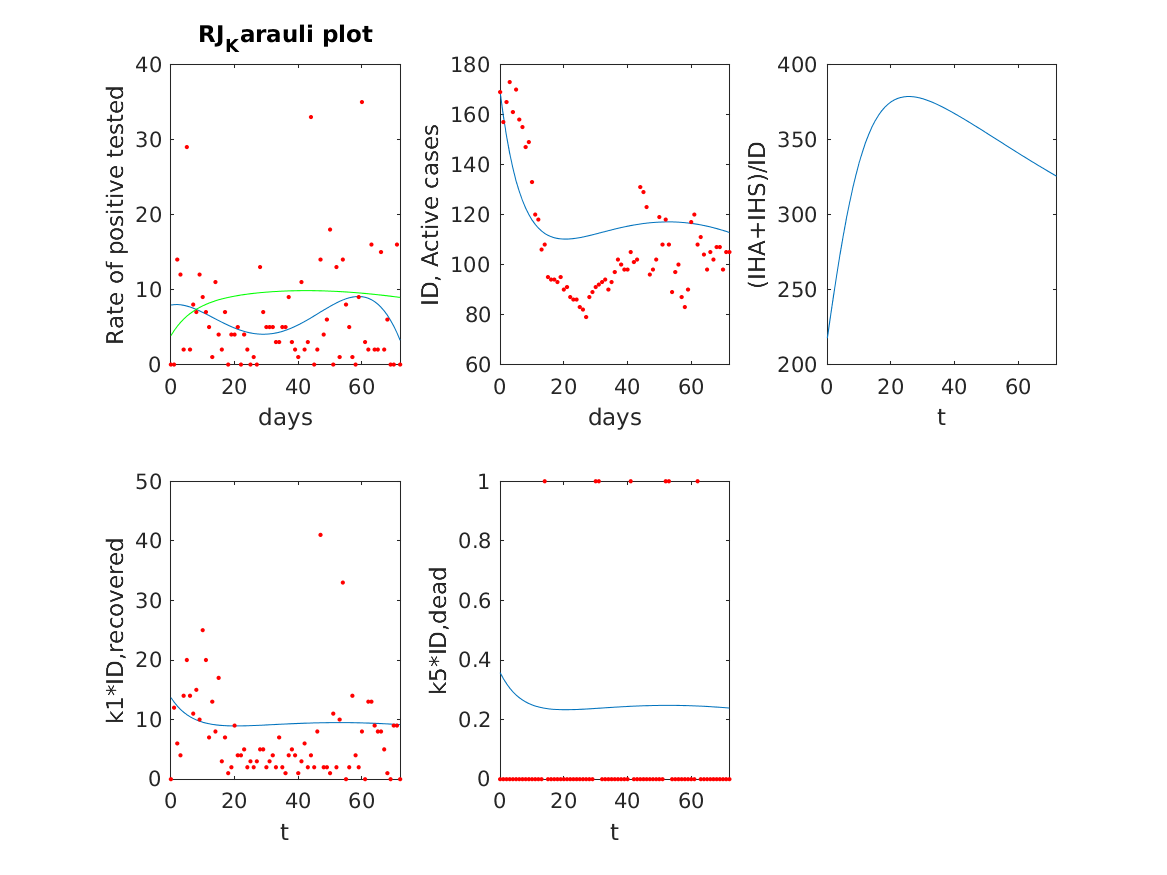 RJKarauli plot
Rate of positive tested
40
30
20
10
0
0 20 40 60
days
ID, Active cases
180
160
140
120
100
80
60
0 20 40 60
days
(IHA+IHS)/ID
400
350
300
250
200
0 20 40 60
t
k1*ID,recovered
50
40
30
20
10
0
0 20 40 60
t
k5*ID,dead
1
0.8
0.6
0.4
0.2
0
0 20 40 60
t